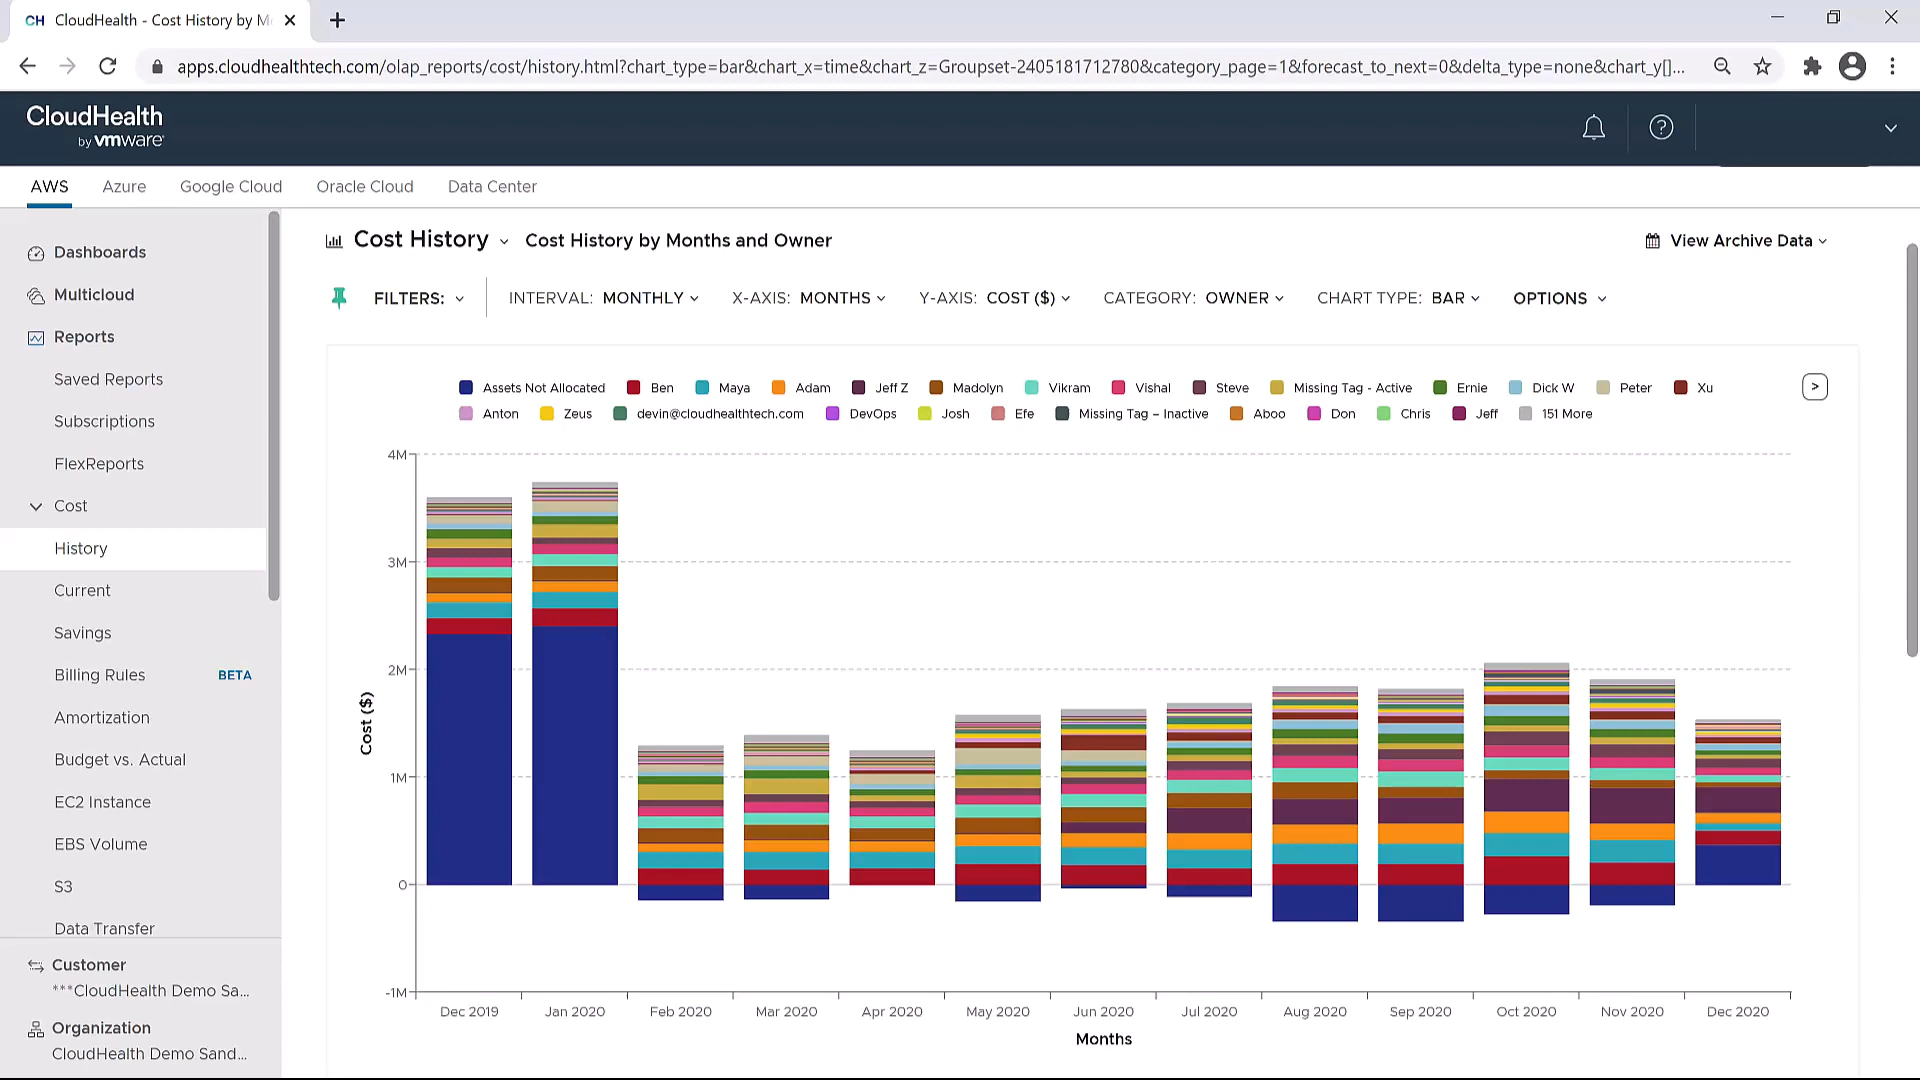 CH CloudHealth - Cost History by M
apps.cloudhealthtech.com/olap_reports/cost/history.html?chart_type=bar&chart_x=time&chart_z=Groupset-2405181712780&category_page=1&forecast_to_next=0&delta_type=none&chart_y[]...
CloudHealth
by vmware
AWS Azure Google Cloud Oracle Cloud Data Center
Dashboards
Multicloud
Reports
Saved Reports
Subscriptions
FlexReports
Cost
History
Current
Savings
Billing Rules BETA
Amortization
Budget vs. Actual
EC2 Instance
EBS Volume
S3
Data Transfer
Customer
***CloudHealth Demo Sa...
Organization
CloudHealth Demo Sand...
Cost History Cost History by Months and Owner View Archive Data
FILTERS: INTERVAL: MONTHLY X-AXIS: MONTHS Y-AXIS: COST ($) CATEGORY: OWNER CHART TYPE: BAR OPTIONS
Assets Not Allocated Ben Maya Adam Jeff Z Madolyn Vikram Vishal Steve Missing Tag - Active Ernie Dick W Peter Xu
Anton Zeus devin@cloudhealthtech.com DevOps Josh Efe Missing Tag – Inactive Aboo Don Chris Jeff 151 More
4M
3M
2M
1M
0
-1M
Cost ($)
Dec 2019 Jan 2020 Feb 2020 Mar 2020 Apr 2020 May 2020 Jun 2020 Jul 2020 Aug 2020 Sep 2020 Oct 2020 Nov 2020 Dec 2020
Months